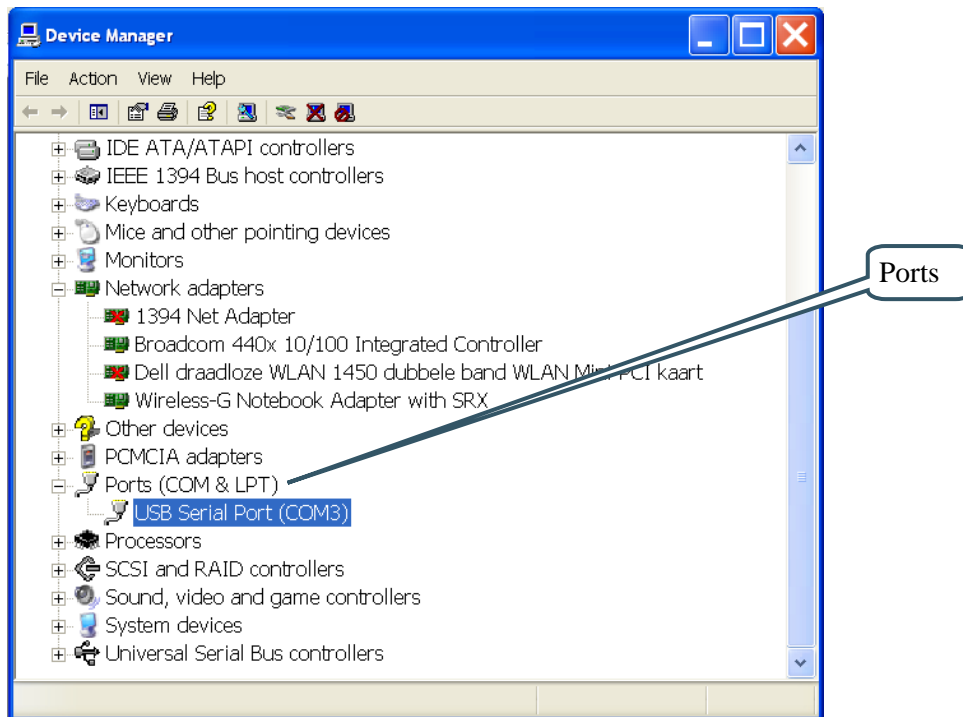 Device Manager
File Action View Help
IDE ATA/ATAPI controllers
IEEE 1394 Bus host controllers
Keyboards
Mice and other pointing devices
Monitors
Network adapters
1394 Net Adapter
Broadcom 440x 10/100 Integrated Controller
Dell draadloze WLAN 1450 dubbele band WLAN Mini-PCI kaart
Wireless-G Notebook Adapter with SRX
Other devices
PCMCIA adapters
Ports (COM & LPT)
USB Serial Port (COM3)
Processors
SCSI and RAID controllers
Sound, video and game controllers
System devices
Universal Serial Bus controllers
Ports